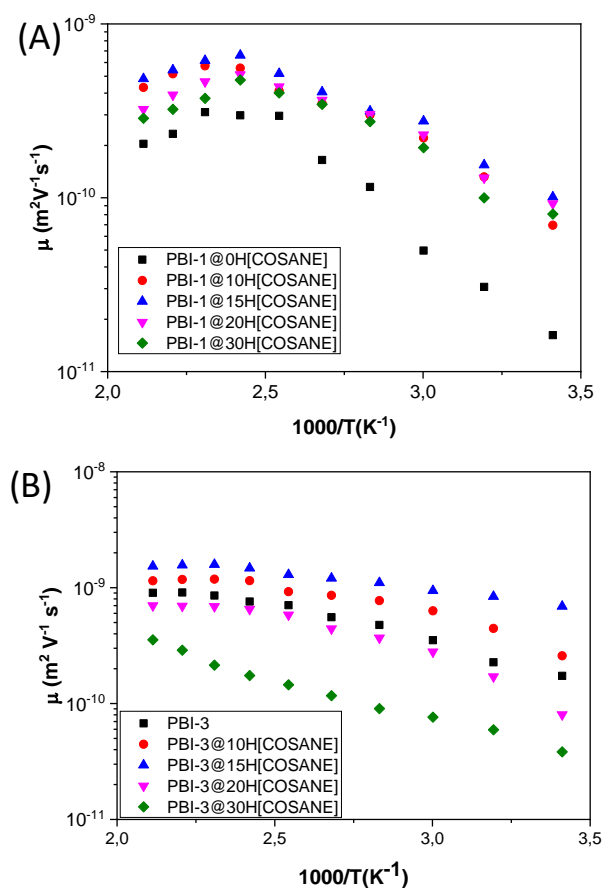 (A)
10⁻⁹
10⁻¹⁰
10⁻¹¹
μ (m²V⁻¹s⁻¹)
PBI-1@0H[COSANE]
PBI-1@10H[COSANE]
PBI-1@15H[COSANE]
PBI-1@20H[COSANE]
PBI-1@30H[COSANE]
2,0 2,5 3,0 3,5
1000/T(K⁻¹)
(B)
10⁻⁸
10⁻⁹
10⁻¹⁰
10⁻¹¹
μ (m² V⁻¹ s⁻¹)
PBI-3
PBI-3@10H[COSANE]
PBI-3@15H[COSANE]
PBI-3@20H[COSANE]
PBI-3@30H[COSANE]
2,0 2,5 3,0 3,5
1000/T(K⁻¹)